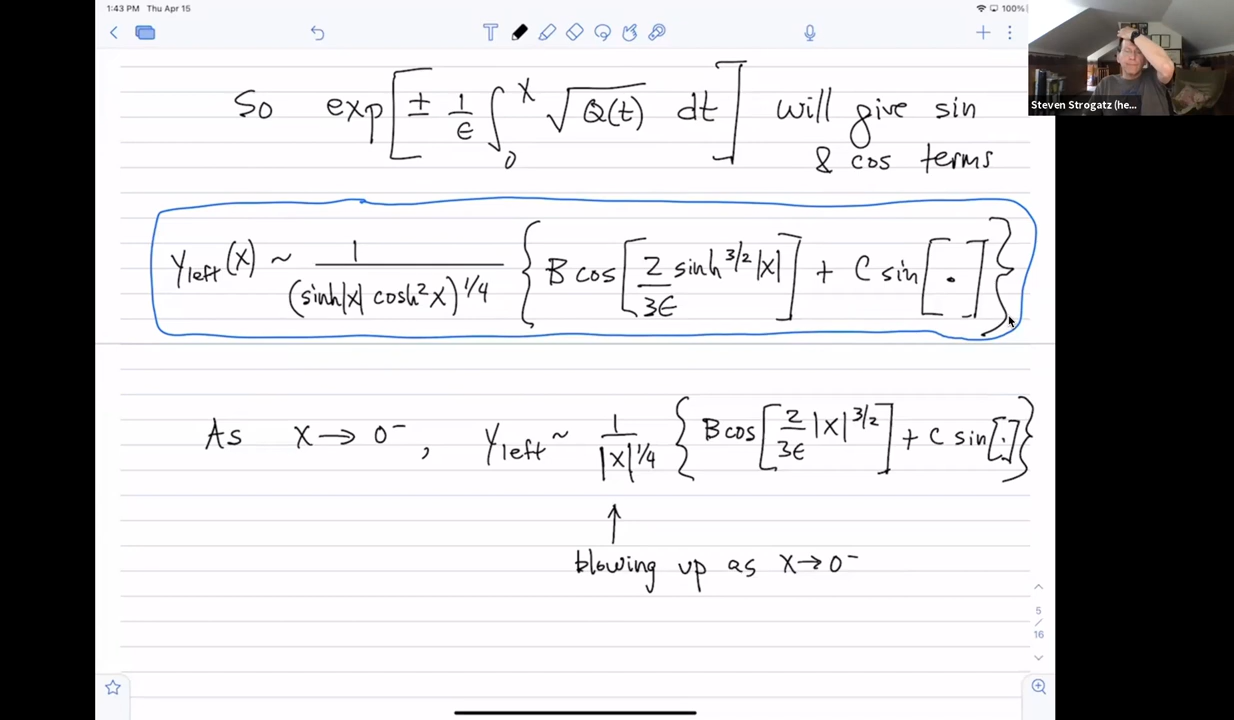 1:43 PM Thu Apr 15
100%
Steven Strogatz (he...
So exp[± 1/ϵ ∫₀ˣ √Q(t) dt] will give sin
& cos terms
y_left(x) ~ 1/(sinh|x| cosh²x)^1/4 {B cos[2/3ϵ sinh^3/2|x|] + C sin[·]}
As x → 0⁻, y_left ~ 1/|x|^1/4 {B cos[2/3ϵ |x|^3/2] + C sin[·]}
↑
blowing up as x→0⁻
5
/
16